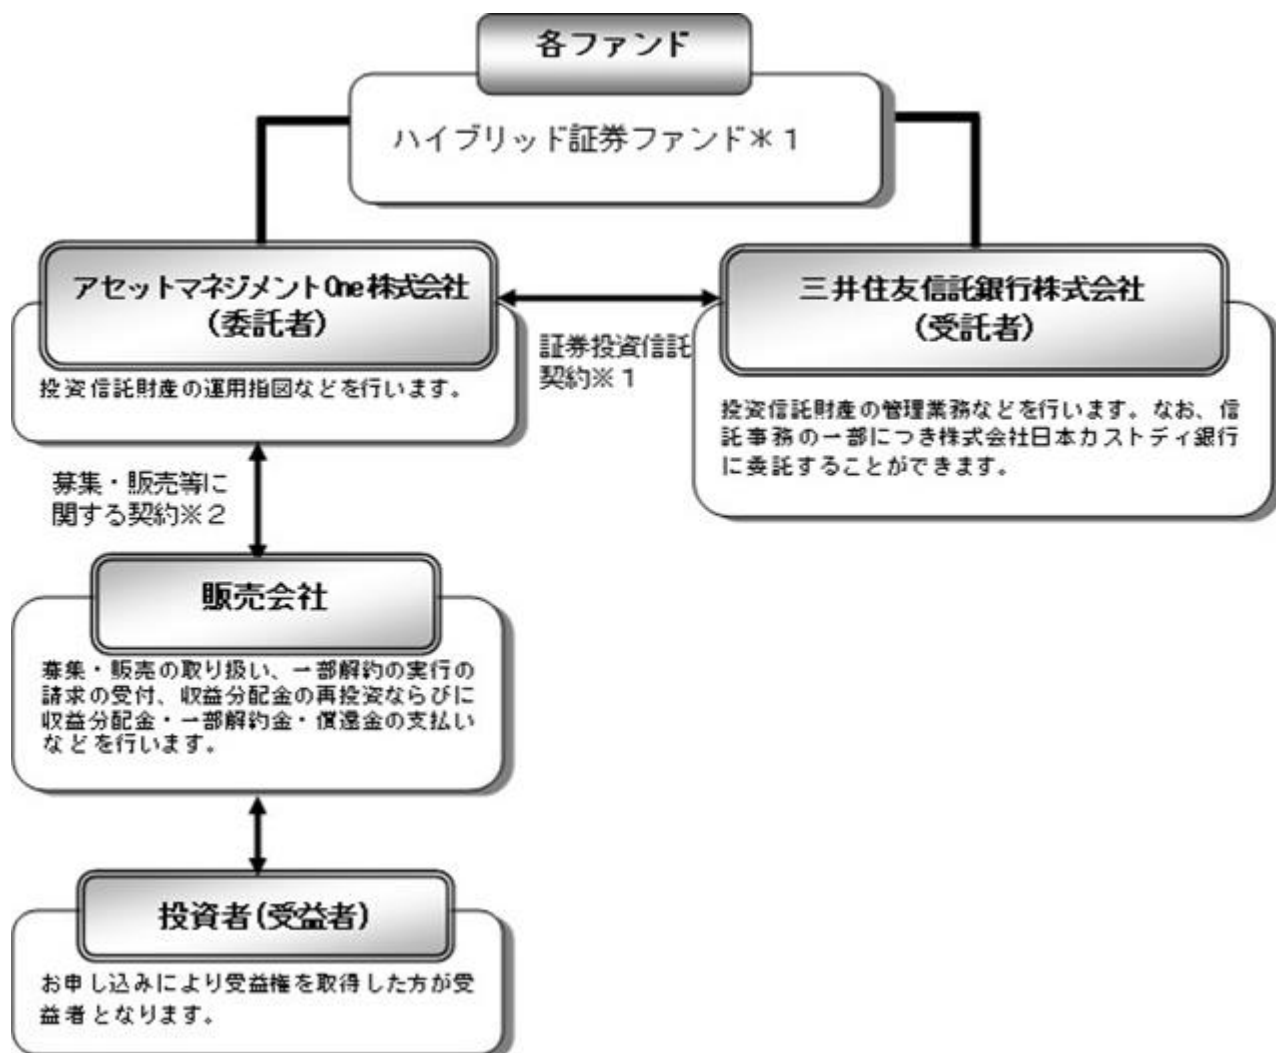 各ファンド
ハイブリッド証券ファンド＊１
アセットマネジメントOne株式会社
（委託者）
投資信託財産の運用指図などを行います。
証券投資信託
契約※１
三井住友信託銀行株式会社
（受託者）
投資信託財産の管理業務などを行います。なお、信
託事務の一部につき株式会社日本カストディ銀行
に委託することができます。
募集・販売等に
関する契約※２
販売会社
募集・販売の取り扱い、一部解約の実行の
請求の受付、収益分配金の再投資ならびに
収益分配金・一部解約金・償還金の支払い
などを行います。
投資者(受益者)
お申し込みにより受益権を取得した方が受
益者となります。